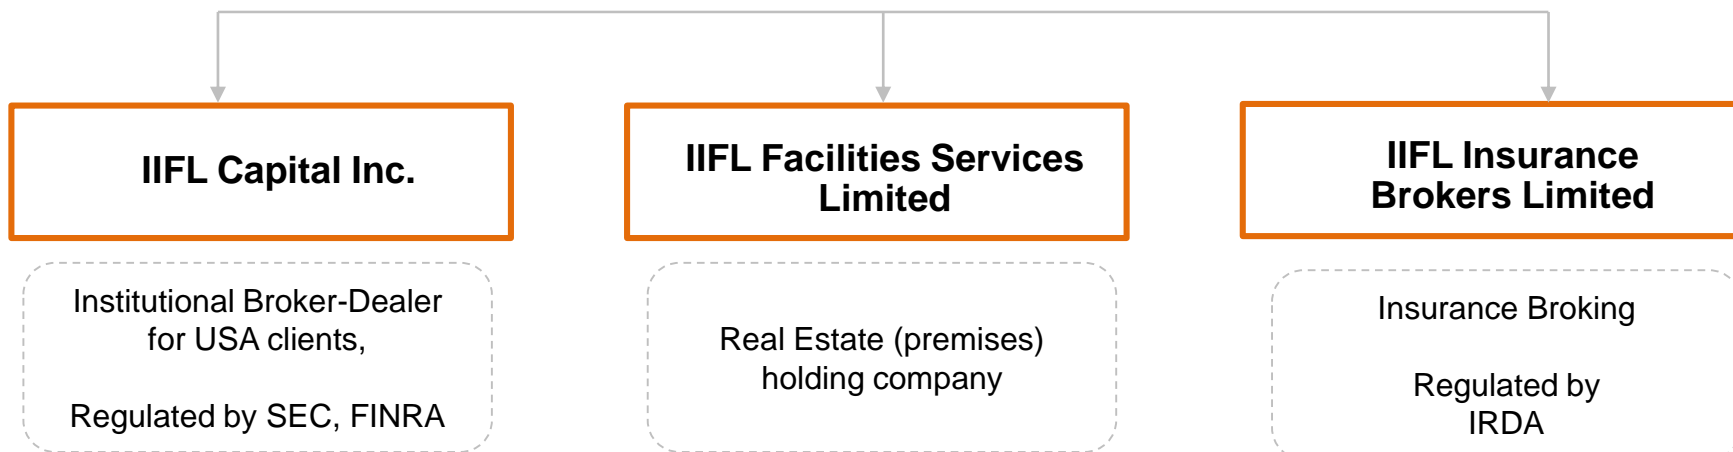 IIFL Capital Inc.
IIFL Facilities Services
Limited
IIFL Insurance
Brokers Limited
Institutional Broker-Dealer
for USA clients,
Regulated by SEC, FINRA
Real Estate (premises)
holding company
Insurance Broking
Regulated by
IRDA